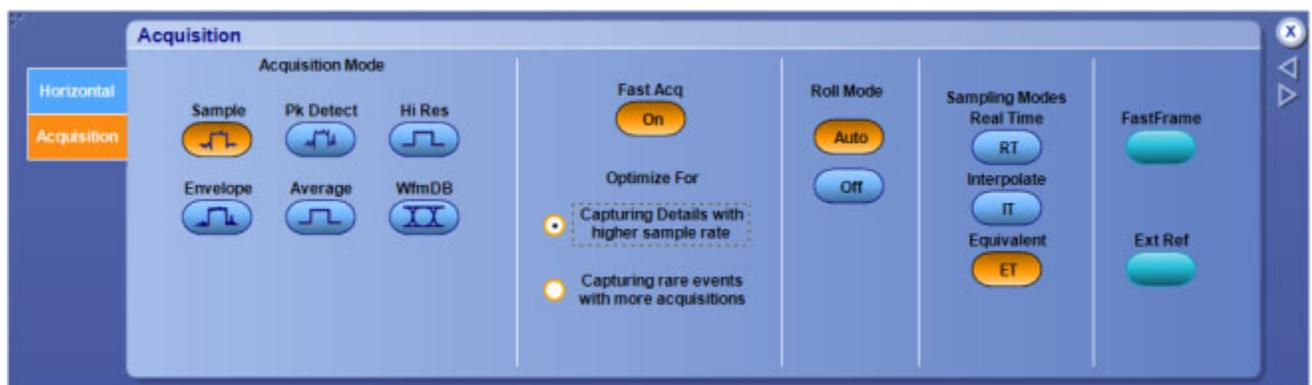 Acquisition
X
Horizontal
Acquisition
Acquisition Mode
Sample
Pk Detect
Hi Res
Envelope
Average
WfmDB
Fast Acq
On
Optimize For
Capturing Details with
higher sample rate
Capturing rare events
with more acquisitions
Roll Mode
Auto
Off
Sampling Modes
Real Time
RT
Interpolate
IT
Equivalent
ET
FastFrame
Ext Ref